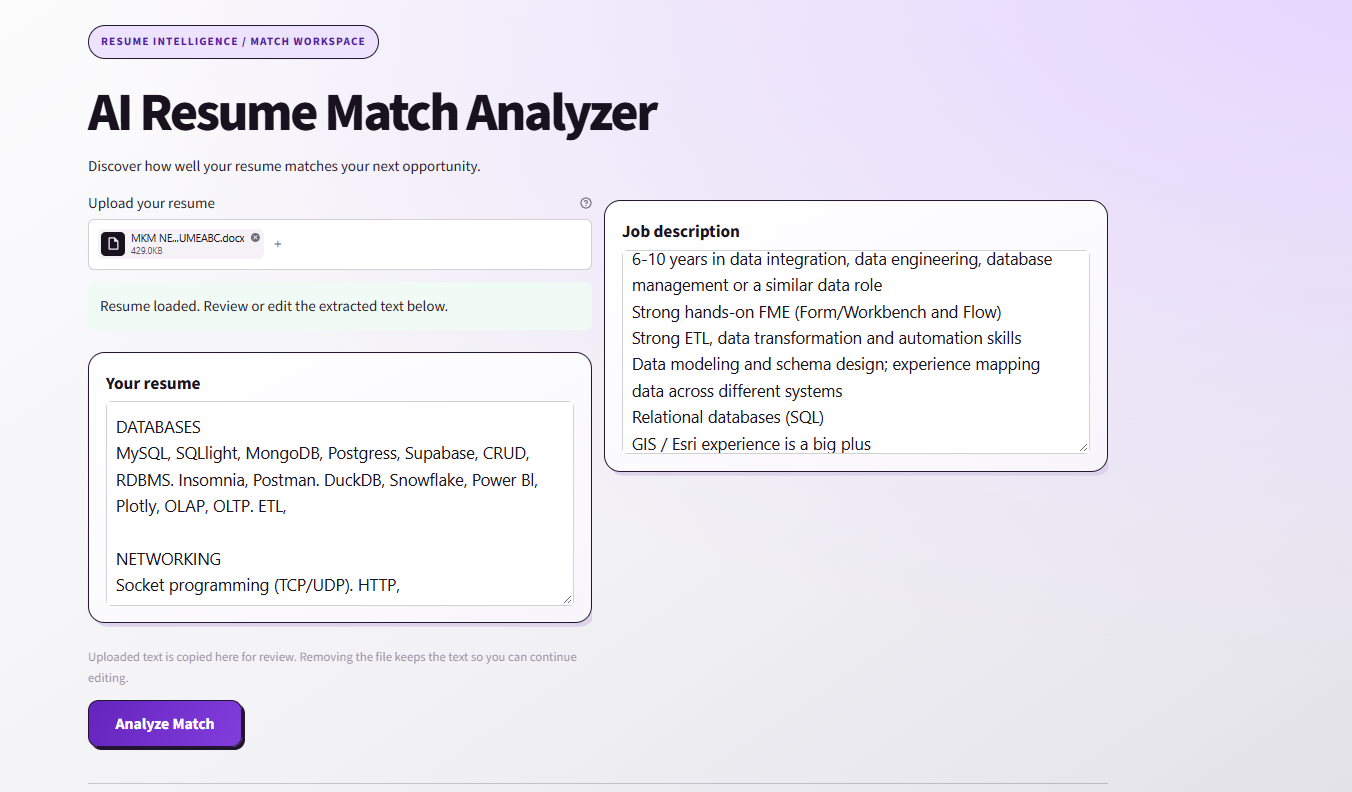 RESUME INTELLIGENCE / MATCH WORKSPACE
AI Resume Match Analyzer
Discover how well your resume matches your next opportunity.
Upload your resume
MKM NE...UMEABC.docx
429.0KB
+
Resume loaded. Review or edit the extracted text below.
Your resume
DATABASES
MySQL, SQLlight, MongoDB, Postgress, Supabase, CRUD,
RDBMS. Insomnia, Postman. DuckDB, Snowflake, Power Bl,
Plotly, OLAP, OLTP. ETL,
NETWORKING
Socket programming (TCP/UDP). HTTP,
Uploaded text is copied here for review. Removing the file keeps the text so you can continue
editing.
Analyze Match
Job description
6-10 years in data integration, data engineering, database
management or a similar data role
Strong hands-on FME (Form/Workbench and Flow)
Strong ETL, data transformation and automation skills
Data modeling and schema design; experience mapping
data across different systems
Relational databases (SQL)
GIS / Esri experience is a big plus